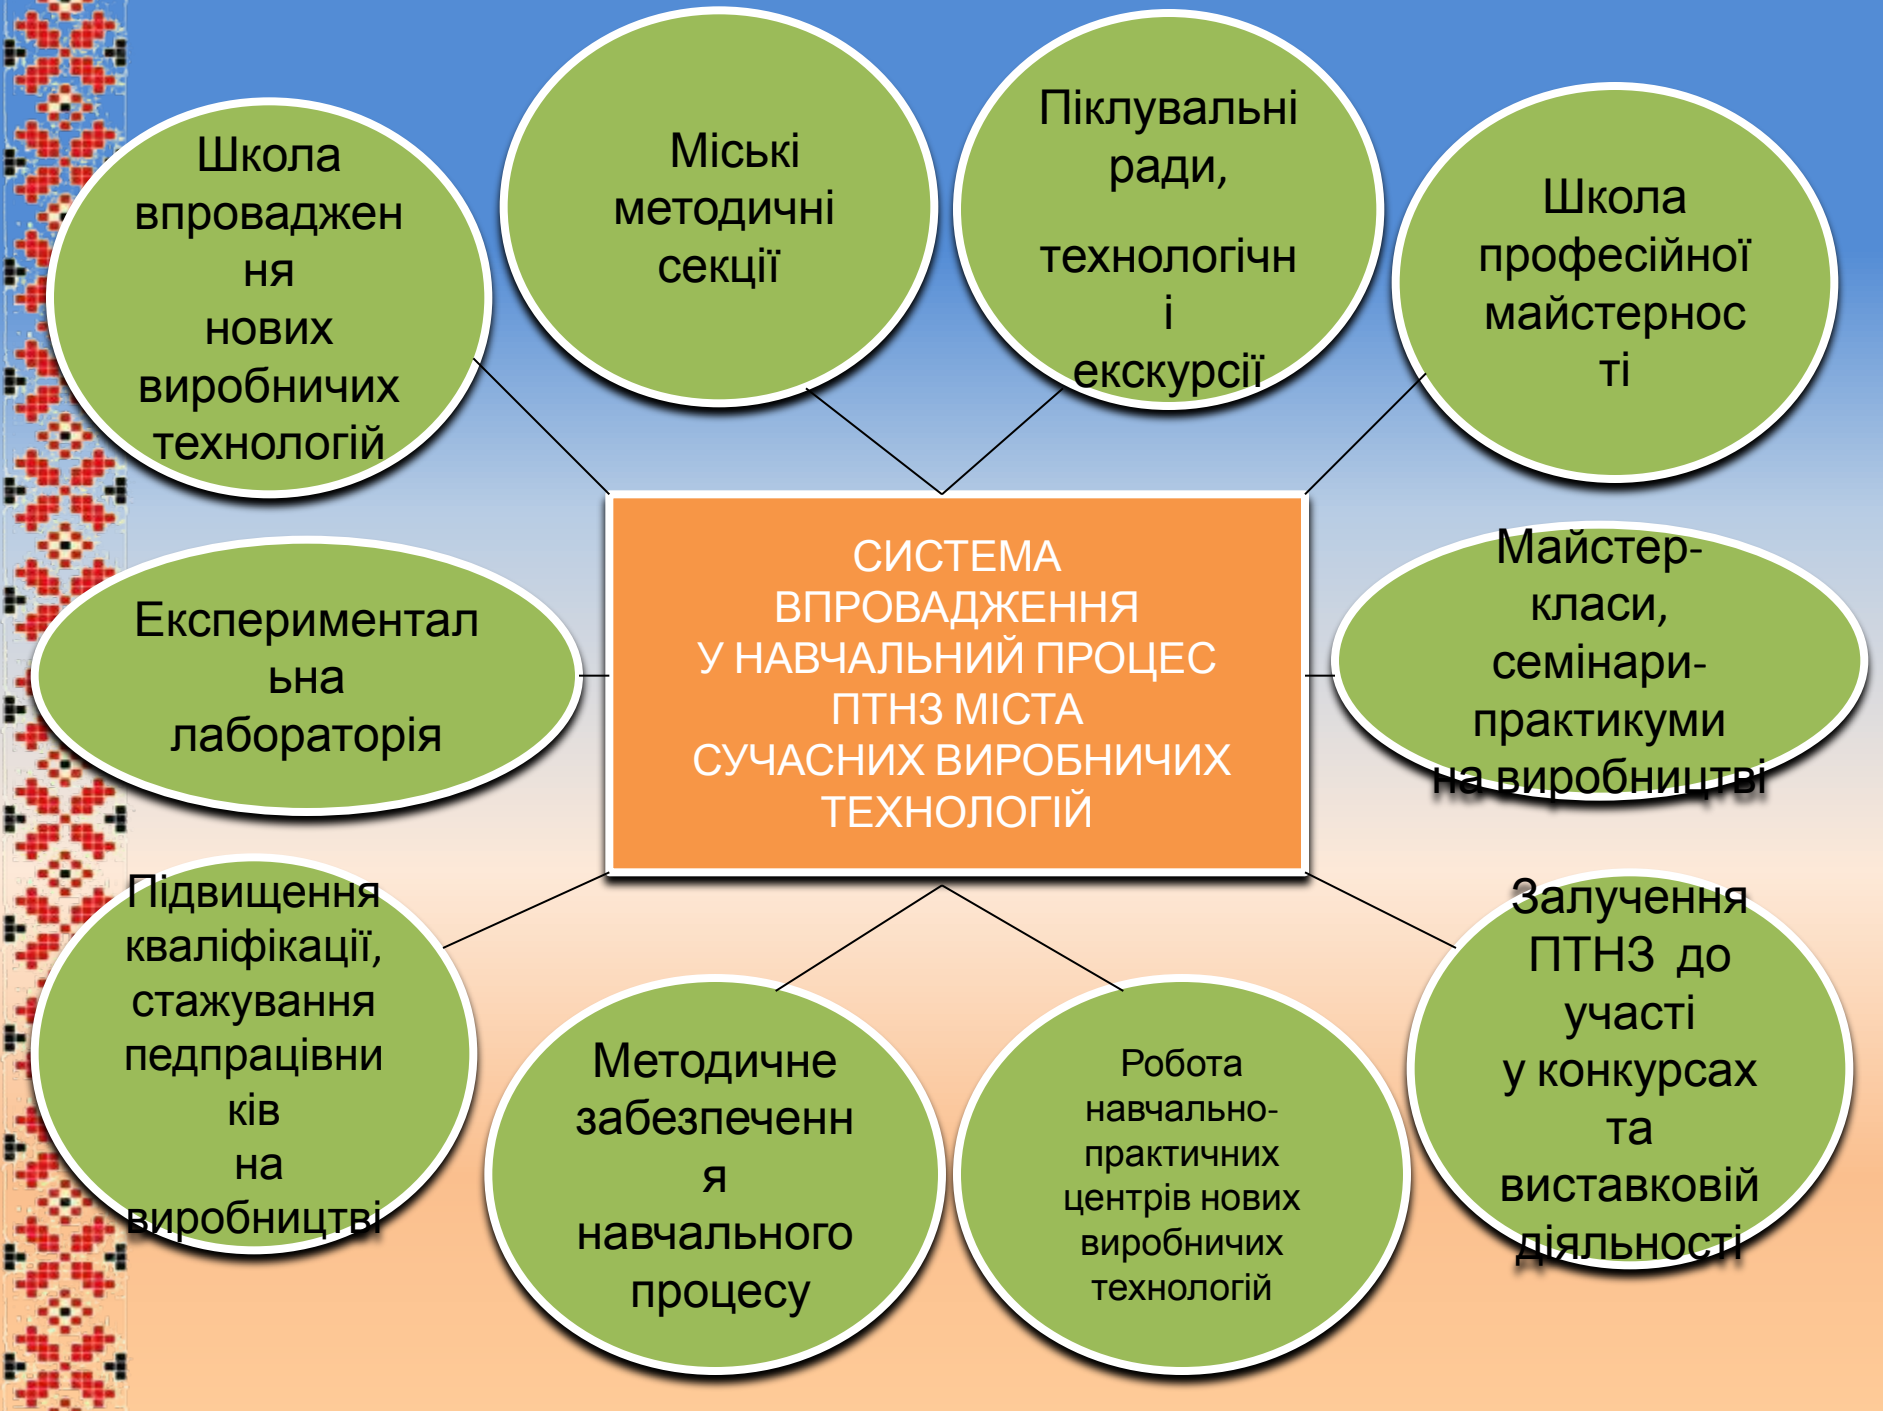 Школа
впроваджен
ня
нових
виробничих
технологій
Міські
методичні
секції
Піклувальні
ради,
технологічн
і
екскурсії
Школа
професійної
майстернос
ті
СИСТЕМА
ВПРОВАДЖЕННЯ
У НАВЧАЛЬНИЙ ПРОЦЕС
ПТНЗ МІСТА
СУЧАСНИХ ВИРОБНИЧИХ
ТЕХНОЛОГІЙ
Експериментал
ьна
лабораторія
Майстер-
класи,
семінари-
практикуми
на виробництві
Підвищення
кваліфікації,
стажування
педпрацівни
ків
на
виробництві
Методичне
забезпеченн
я
навчального
процесу
Робота
навчально-
практичних
центрів нових
виробничих
технологій
Залучення
ПТНЗ до
участі
у конкурсах
та
виставковій
діяльності